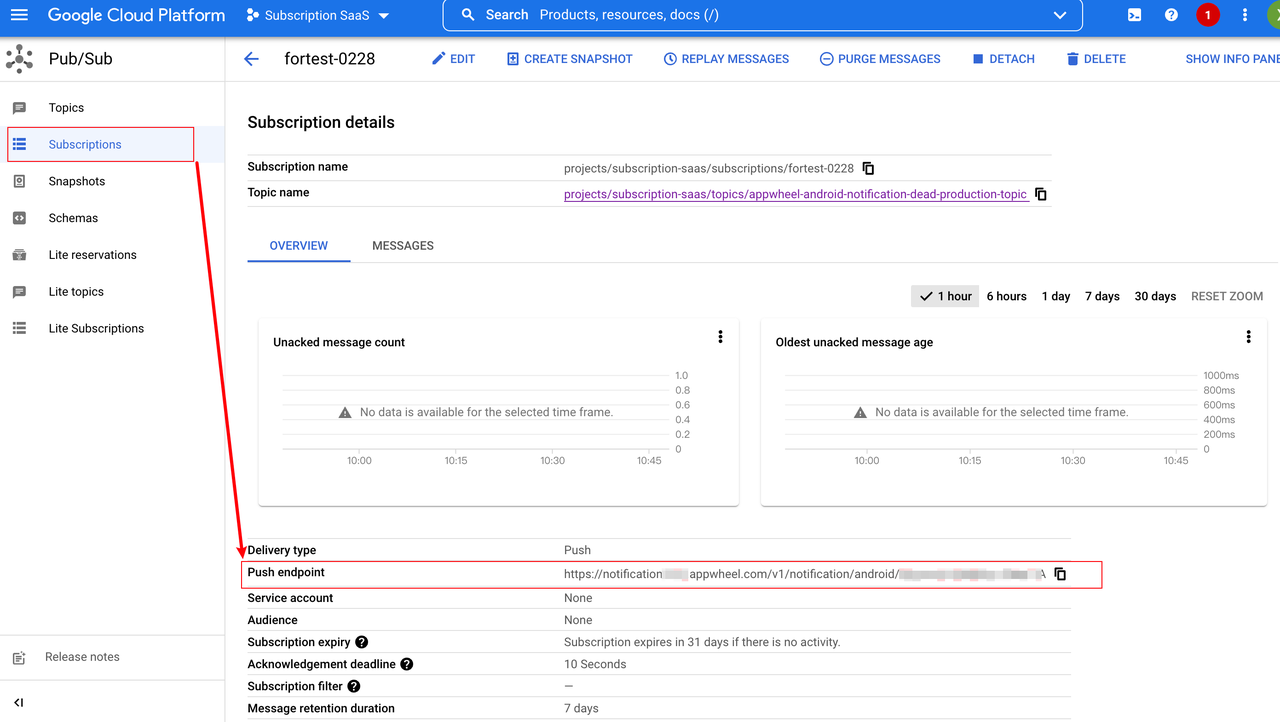 Google Cloud Platform Subscription SaaS Search Products, resources, docs (/) 1
Pub/Sub
fortest-0228 EDIT CREATE SNAPSHOT REPLAY MESSAGES PURGE MESSAGES DETACH DELETE SHOW INFO PANE
Topics
Subscriptions
Snapshots
Schemas
Lite reservations
Lite topics
Lite Subscriptions
Release notes
Subscription details
Subscription name projects/subscription-saas/subscriptions/fortest-0228
Topic name projects/subscription-saas/topics/appwheel-android-notification-dead-production-topic
OVERVIEW MESSAGES
1 hour 6 hours 1 day 7 days 30 days RESET ZOOM
Unacked message count
1.0
0.8
0.6
No data is available for the selected time frame.
0.4
0.2
0
10:00 10:15 10:30 10:45
Oldest unacked message age
1000ms
800ms
600ms
No data is available for the selected time frame.
400ms
200ms
0
10:00 10:15 10:30 10:45
Delivery type Push
Push endpoint https://notification appwheel.com/v1/notification/android/ A
Service account None
Audience None
Subscription expiry Subscription expires in 31 days if there is no activity.
Acknowledgement deadline 10 Seconds
Subscription filter —
Message retention duration 7 days